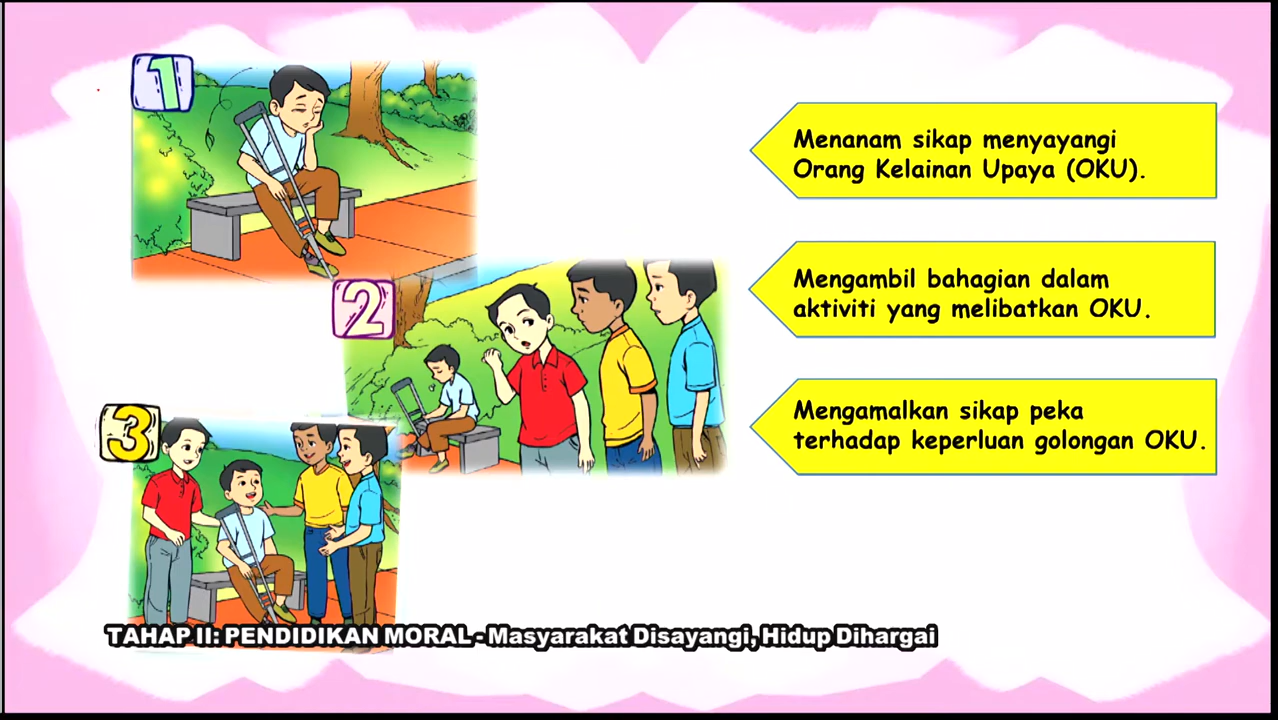 1
Menanam sikap menyayangi
Orang Kelainan Upaya (OKU).
2
Mengambil bahagian dalam
aktiviti yang melibatkan OKU.
3
Mengamalkan sikap peka
terhadap keperluan golongan OKU.
TAHAP II: PENDIDIKAN MORAL - Masyarakat Disayangi, Hidup Dihargai